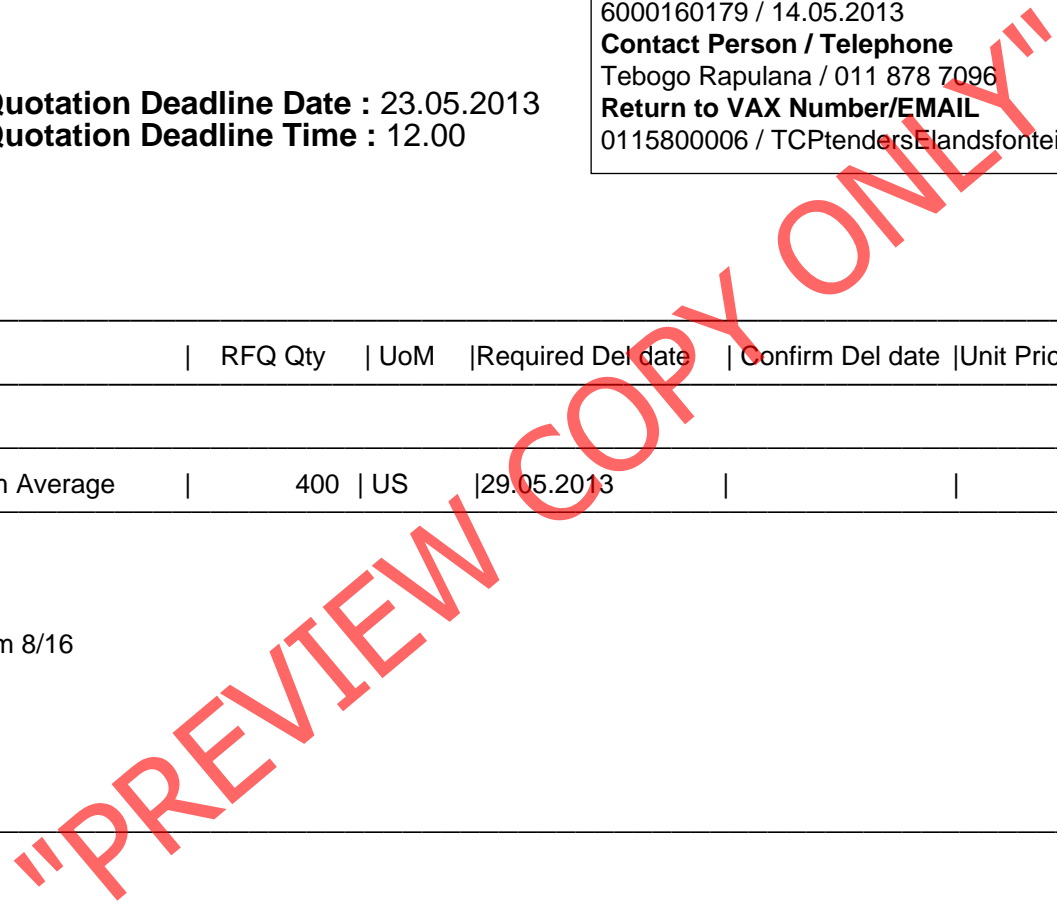 6000160179 / 14.05.2013
Contact Person / Telephone
Tebogo Rapulana / 011 878 7096
Return to VAX Number/EMAIL
0115800006 / TCPtendersElandsfontei
Quotation Deadline Date : 23.05.2013
Quotation Deadline Time : 12.00
| RFQ Qty | UoM |Required Del date | Confirm Del date |Unit Pric
n Average | 400 | US |29.05.2013 | |
m 8/16
"PREVIEW COPY ONLY"